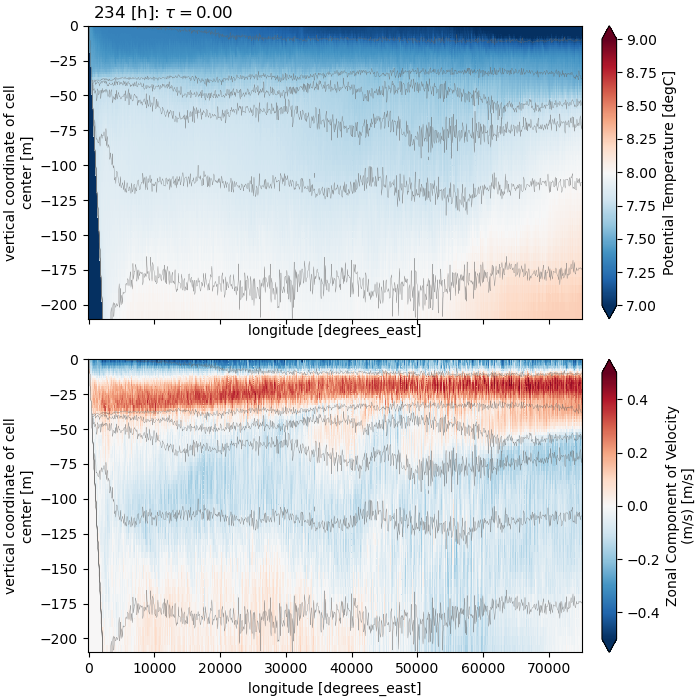 234 [h]: τ = 0.00
0
−25
−50
−75
−100
−125
−150
−175
−200
vertical coordinate of cell
center [m]
longitude [degrees_east]
9.00
8.75
8.50
8.25
8.00
7.75
7.50
7.25
7.00
Potential Temperature [degC]
0
−25
−50
−75
−100
−125
−150
−175
−200
vertical coordinate of cell
center [m]
0 10000 20000 30000 40000 50000 60000 70000
longitude [degrees_east]
0.4
0.2
0.0
−0.2
−0.4
Zonal Component of Velocity
(m/s) [m/s]